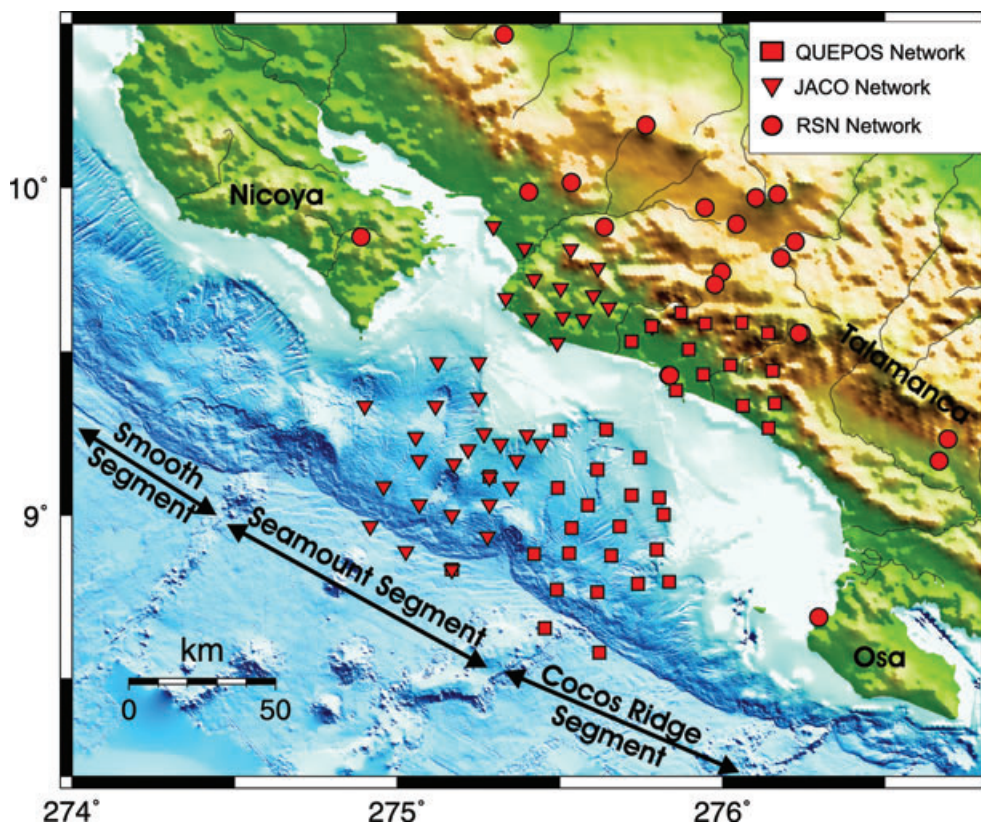 QUEPOS Network
JACO Network
RSN Network
10°
Nicoya
Talamanca
9°
Smooth
Segment
Seamount Segment
km
0 50
Osa
Cocos Ridge
Segment
274° 275° 276°